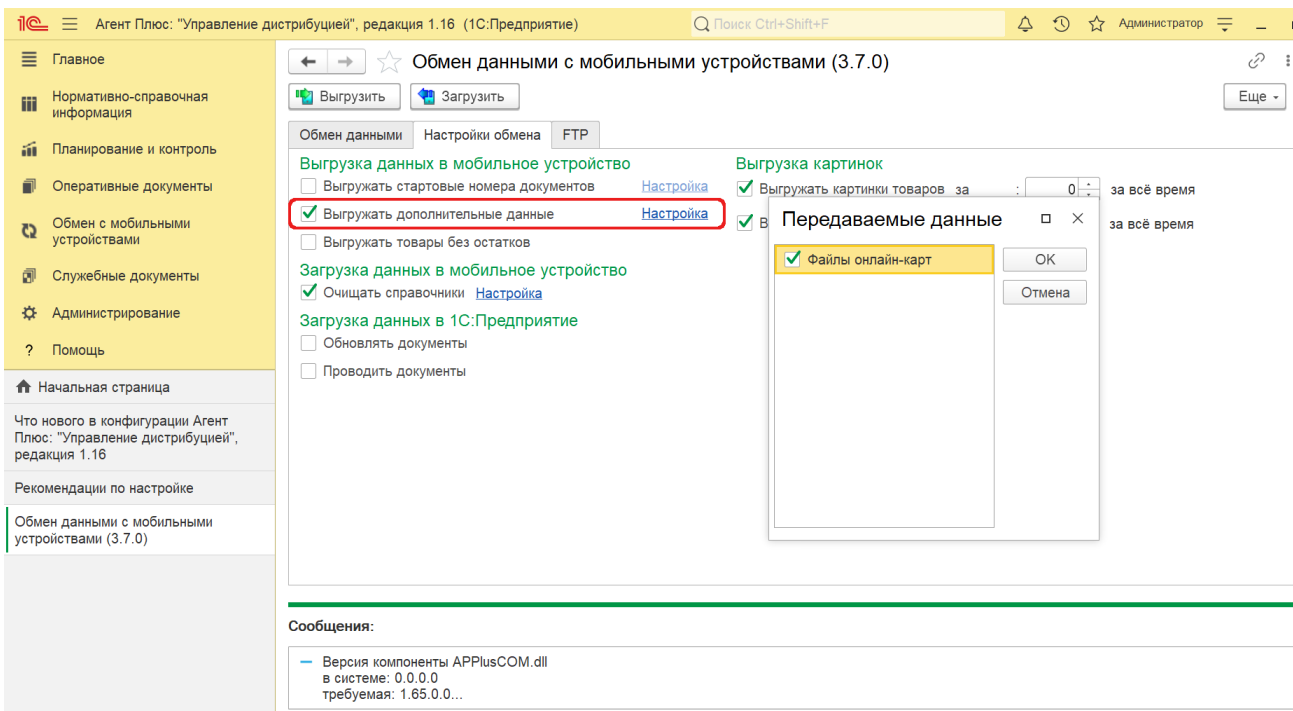 1С Агент Плюс: "Управление дистрибуцией", редакция 1.16 (1С:Предприятие)
Поиск Ctrl+Shift+F
Администратор
Главное
Нормативно-справочная
информация
Планирование и контроль
Оперативные документы
Обмен с мобильными
устройствами
Служебные документы
Администрирование
? Помощь
Начальная страница
Что нового в конфигурации Агент
Плюс: "Управление дистрибуцией",
редакция 1.16
Рекомендации по настройке
Обмен данными с мобильными
устройствами (3.7.0)
Обмен данными с мобильными устройствами (3.7.0)
Выгрузить
Загрузить
Еще
Обмен данными
Настройки обмена
FTP
Выгрузка данных в мобильное устройство
Выгружать стартовые номера документов Настройка
Выгружать дополнительные данные Настройка
Выгружать товары без остатков
Загрузка данных в мобильное устройство
Очищать справочники Настройка
Загрузка данных в 1С:Предприятие
Обновлять документы
Проводить документы
Выгрузка картинок
Выгружать картинки товаров за : 0 за всё время
В за всё время
Передаваемые данные
Файлы онлайн-карт
OK
Отмена
Сообщения:
Версия компоненты APPlusCOM.dll
в системе: 0.0.0.0
требуемая: 1.65.0.0...